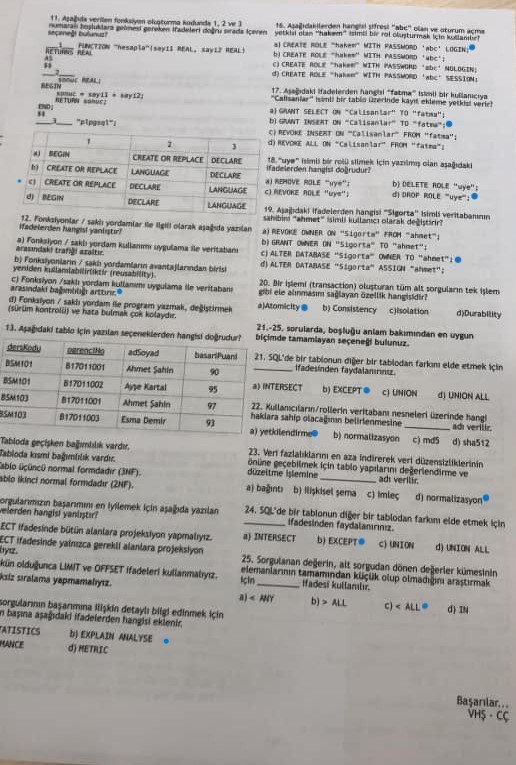 11. Aşağıda verilen fonksiyon oluşturma kodunda 1, 2 ve 3
numaralı boşluklara gelmesi gereken ifadeleri doğru sırada içeren
seçeneği bulunuz?
___1___ FUNCTION "hesapla"(sayi1 REAL, sayi2 REAL)
RETURNS REAL
AS
$$
___2___
sonuc REAL;
BEGIN
sonuc = sayi1 + sayi2;
RETURN sonuc;
END;
$$
___3___ "plpgsql";
1 2 3
a) BEGIN CREATE OR REPLACE DECLARE
b) CREATE OR REPLACE LANGUAGE DECLARE
c) CREATE OR REPLACE DECLARE LANGUAGE
d) BEGIN DECLARE LANGUAGE
12. Fonksiyonlar / saklı yordamlar ile ilgili olarak aşağıda yazılan
ifadelerden hangisi yanlıştır?
a) Fonksiyon / saklı yordam kullanımı uygulama ile veritabanı
arasındaki trafiği azaltır.
b) Fonksiyonların / saklı yordamların avantajlarından birisi
yeniden kullanılabilirliktir (reusability).
c) Fonksiyon /saklı yordam kullanımı uygulama ile veritabanı
arasındaki bağımlılığı arttırır.
d) Fonksiyon / saklı yordam ile program yazmak, değiştirmek
(sürüm kontrolü) ve hata bulmak çok kolaydır.
13. Aşağıdaki tablo için yazılan seçeneklerden hangisi doğrudur?
dersKodu ogrenciNo adSoyad basariPuani
BSM101 B17011001 Ahmet Şahin 90
BSM101 B17011002 Ayşe Kartal 95
BSM103 B17011001 Ahmet Şahin 97
BSM103 B17011003 Esma Demir 93
Tabloda geçişken bağımlılık vardır.
Tabloda kısmi bağımlılık vardır.
ablo üçüncü normal formdadır (3NF).
ablo ikinci normal formdadır (2NF).
orgularımızın başarımını en iyilemek için aşağıda yazılan
velerden hangisi yanlıştır?
ECT ifadesinde bütün alanlara projeksiyon yapmalıyız.
ECT ifadesinde yalnızca gerekli alanlara projeksiyon
lıyız.
kün olduğunca LIMIT ve OFFSET ifadeleri kullanmalıyız.
ksiz sıralama yapmamalıyız.
sorgularının başarımına ilişkin detaylı bilgi edinmek için
n başına aşağıdaki ifadelerden hangisi eklenir.
ATISTICS b) EXPLAIN ANALYSE
MANCE d) METRIC
16. Aşağıdakilerden hangisi şifresi "abc" olan ve oturum açma
yetkisi olan "hakem" isimli bir rol oluşturmak için kullanılır?
a) CREATE ROLE "hakem" WITH PASSWORD 'abc' LOGIN;
b) CREATE ROLE "hakem" WITH PASSWORD 'abc';
c) CREATE ROLE "hakem" WITH PASSWORD 'abc' NOLOGIN;
d) CREATE ROLE "hakem" WITH PASSWORD 'abc' SESSION;
17. Aşağıdaki ifadelerden hangisi "fatma" isimli bir kullanıcıya
"Calisanlar" isimli bir tablo üzerinde kayıt ekleme yetkisi verir?
a) GRANT SELECT ON "Calisanlar" TO "fatma";
b) GRANT INSERT ON "Calisanlar" TO "fatma";
c) REVOKE INSERT ON "Calisanlar" FROM "fatma";
d) REVOKE ALL ON "Calisanlar" FROM "fatma";
18."uye" isimli bir rolü silmek için yazılmış olan aşağıdaki
ifadelerden hangisi doğrudur?
a) REMOVE ROLE "uye"; b) DELETE ROLE "uye";
c) REVOKE ROLE "uye"; d) DROP ROLE "uye";
19. Aşağıdaki ifadelerden hangisi "Sigorta" isimli veritabanının
sahibini "ahmet" isimli kullanıcı olarak değiştirir?
a) REVOKE OWNER ON "Sigorta" FROM "ahmet";
b) GRANT OWNER ON "Sigorta" TO "ahmet";
c) ALTER DATABASE "Sigorta" OWNER TO "ahmet";
d) ALTER DATABASE "Sigorta" ASSIGN "ahmet";
20. Bir işlemi (transaction) oluşturan tüm alt sorguların tek işlem
gibi ele alınmasını sağlayan özellik hangisidir?
a)Atomicity b) Consistency c)Isolation d)Durability
21.-25. sorularda, boşluğu anlam bakımından en uygun
biçimde tamamlayan seçeneği bulunuz.
21. SQL'de bir tablonun diğer bir tablodan farkını elde etmek için
________ ifadesinden faydalanırınız.
a) INTERSECT b) EXCEPT c) UNION d) UNION ALL
22. Kullanıcıların/rollerin veritabanı nesneleri üzerinde hangi
haklara sahip olacağının belirlenmesine ________ adı verilir.
a) yetkilendirme b) normalizasyon c) md5 d) sha512
23. Veri fazlalıklarını en aza indirerek veri düzensizliklerinin
önüne geçebilmek için tablo yapılarını değerlendirme ve
düzeltme işlemine ________ adı verilir.
a) bağıntı b) ilişkisel şema c) imleç d) normalizasyon
24. SQL'de bir tablonun diğer bir tablodan farkını elde etmek için
________ ifadesinden faydalanırınız.
a) INTERSECT b) EXCEPT c) UNION d) UNION ALL
25. Sorgulanan değerin, alt sorgudan dönen değerler kümesinin
elemanlarının tamamından küçük olup olmadığını araştırmak
için ________ ifadesi kullanılır.
a) < ANY b) > ALL c) < ALL d) IN
Başarılar...
VHŞ - CÇ